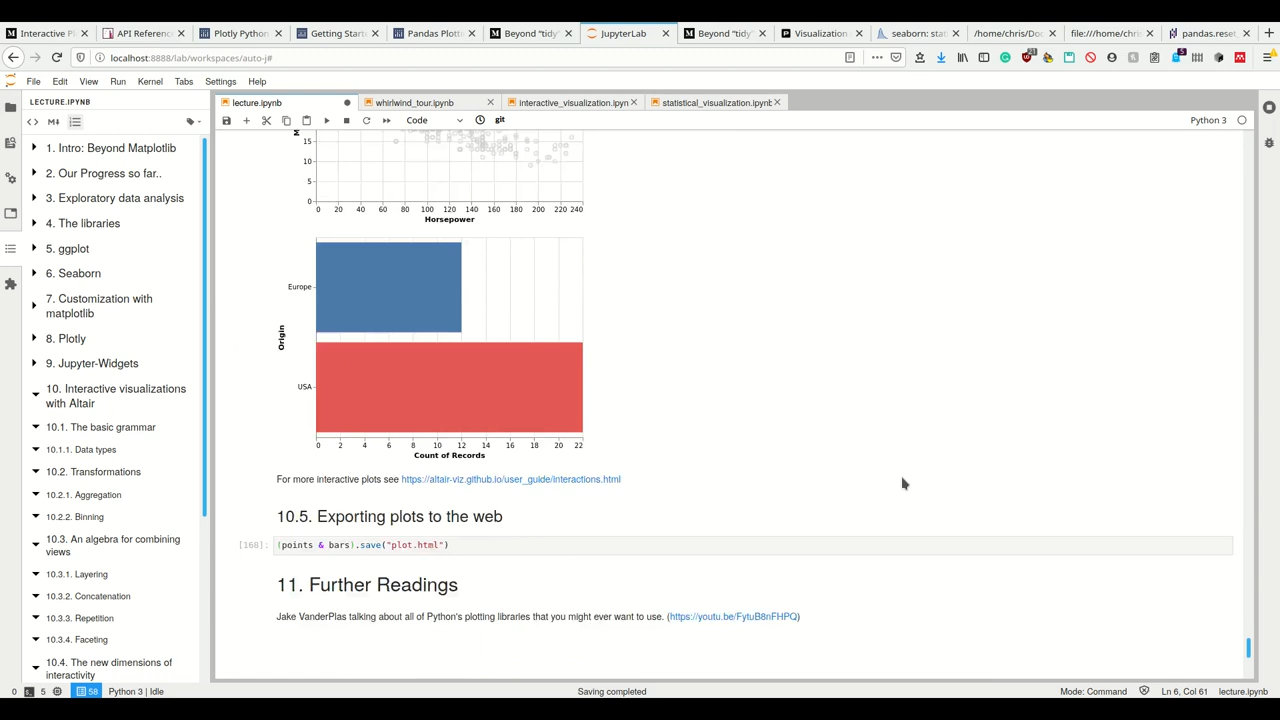 Interactive Pl
API Reference
Plotly Python
Getting Starte
Pandas Plotti
Beyond "tidy"
JupyterLab
Beyond "tidy"
Visualization
seaborn: stat
/home/chris/Doc
file:///home/chris
pandas.reset_
localhost:8888/lab/workspaces/auto-j#
File Edit View Run Kernel Tabs Settings Help
LECTURE.IPYNB
lecture.ipynb
whirlwind_tour.ipynb
interactive_visualization.ipyn
statistical_visualization.ipynb
Code
git
Python 3
1. Intro: Beyond Matplotlib
2. Our Progress so far..
3. Exploratory data analysis
4. The libraries
5. ggplot
6. Seaborn
7. Customization with
matplotlib
8. Plotly
9. Jupyter-Widgets
10. Interactive visualizations
with Altair
10.1. The basic grammar
10.1.1. Data types
10.2. Transformations
10.2.1. Aggregation
10.2.2. Binning
10.3. An algebra for combining
views
10.3.1. Layering
10.3.2. Concatenation
10.3.3. Repetition
10.3.4. Faceting
10.4. The new dimensions of
interactivity
15
10
5
0
0 20 40 60 80 100 120 140 160 180 200 220 240
Horsepower
Europe
Origin
USA
0 2 4 6 8 10 12 14 16 18 20 22
Count of Records
For more interactive plots see https://altair-viz.github.io/user_guide/interactions.html
10.5. Exporting plots to the web
[168]: (points & bars).save("plot.html")
11. Further Readings
Jake VanderPlas talking about all of Python's plotting libraries that you might ever want to use. (https://youtu.be/FytuB8nFHPQ)
0 5 58 Python 3 | Idle
Saving completed
Mode: Command
Ln 6, Col 61 lecture.ipynb